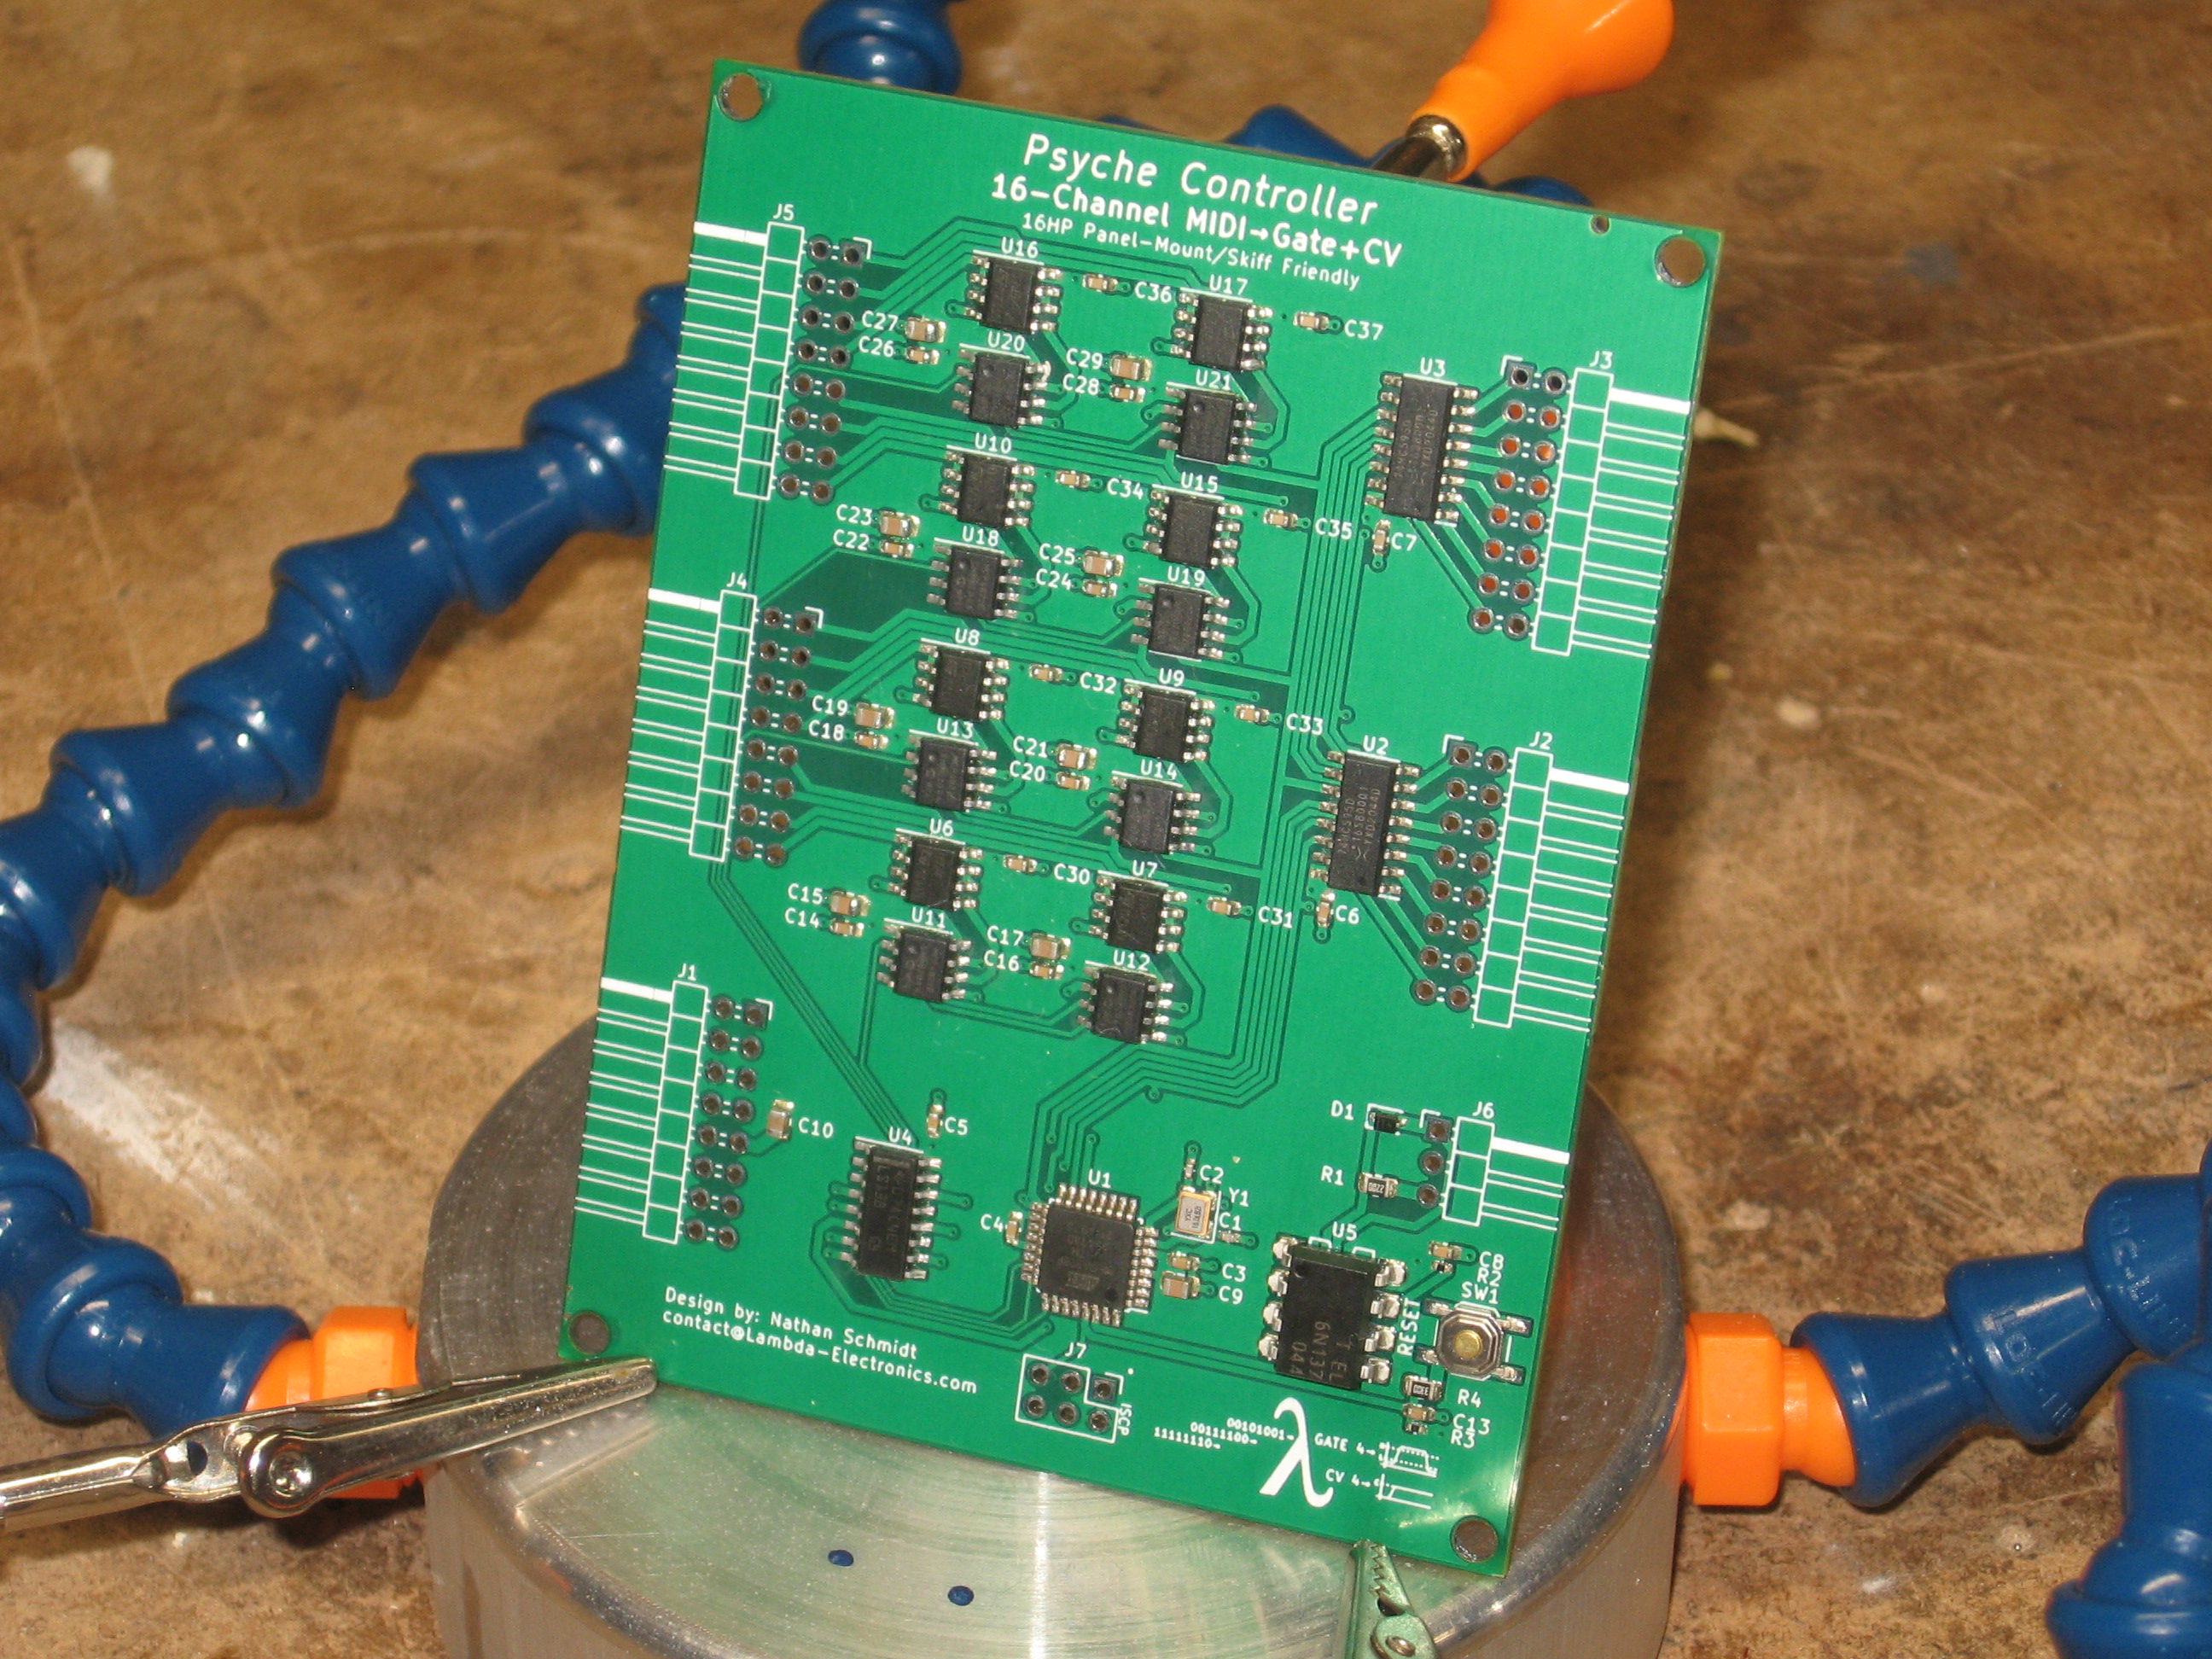 Psyche Controller
16-Channel MIDI→Gate+CV
16HP Panel-Mount/Skiff Friendly
J5
U16
C36
U17
C37
C27
C26
U20
C29
C28
U21
U3
J3
U10
C34
U15
C35
C7
C23
C22
U18
C25
C24
U19
J4
U8
C32
U9
C33
C19
C18
U13
C21
C20
U14
U2
J2
U6
C30
U7
C31
C6
C15
C14
U11
C17
C16
U12
J1
C10
U4
C5
D1
J6
R1
U1
C2
Y1
C1
C4
C3
C9
U5
C8
R2
SW1
RESET
6N137
R4
C13
R3
Design by: Nathan Schmidt
contact@Lambda-Electronics.com
J7
ISCP
00101001-
00111100-
11111110-
λ
GATE 4→
CV 4→